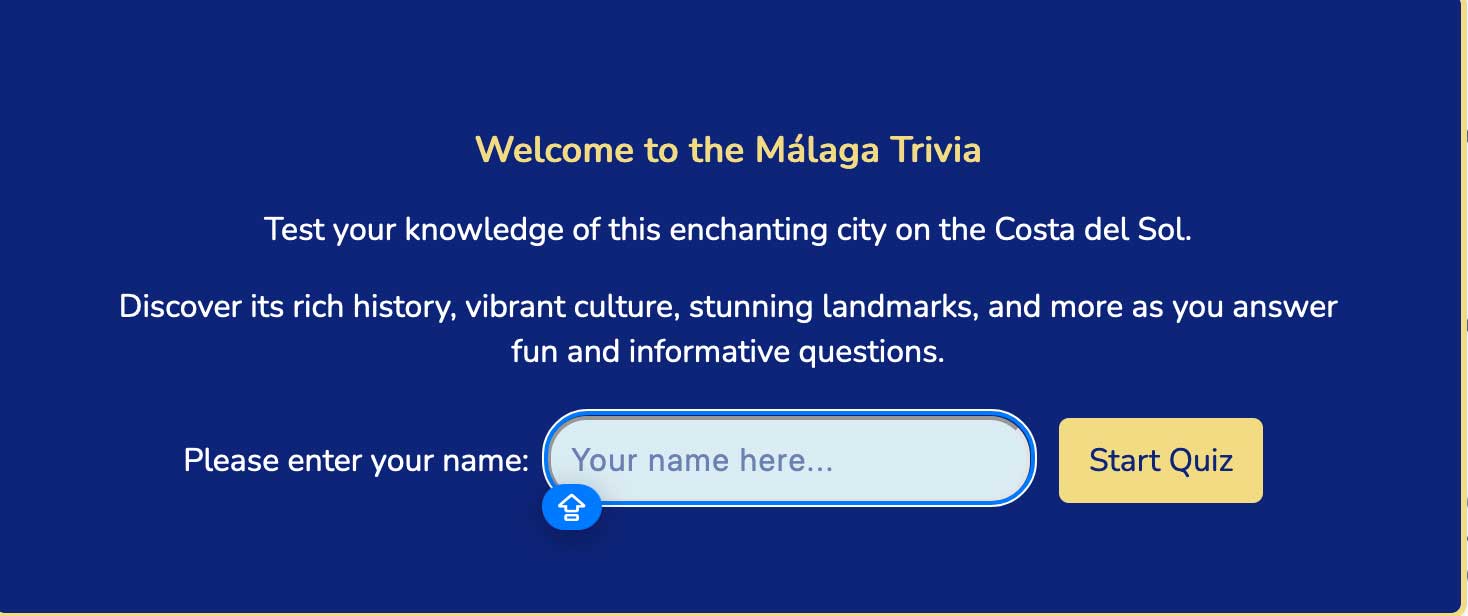 Welcome to the Málaga Trivia
Test your knowledge of this enchanting city on the Costa del Sol.
Discover its rich history, vibrant culture, stunning landmarks, and more as you answer
fun and informative questions.
Please enter your name: Your name here... Start Quiz